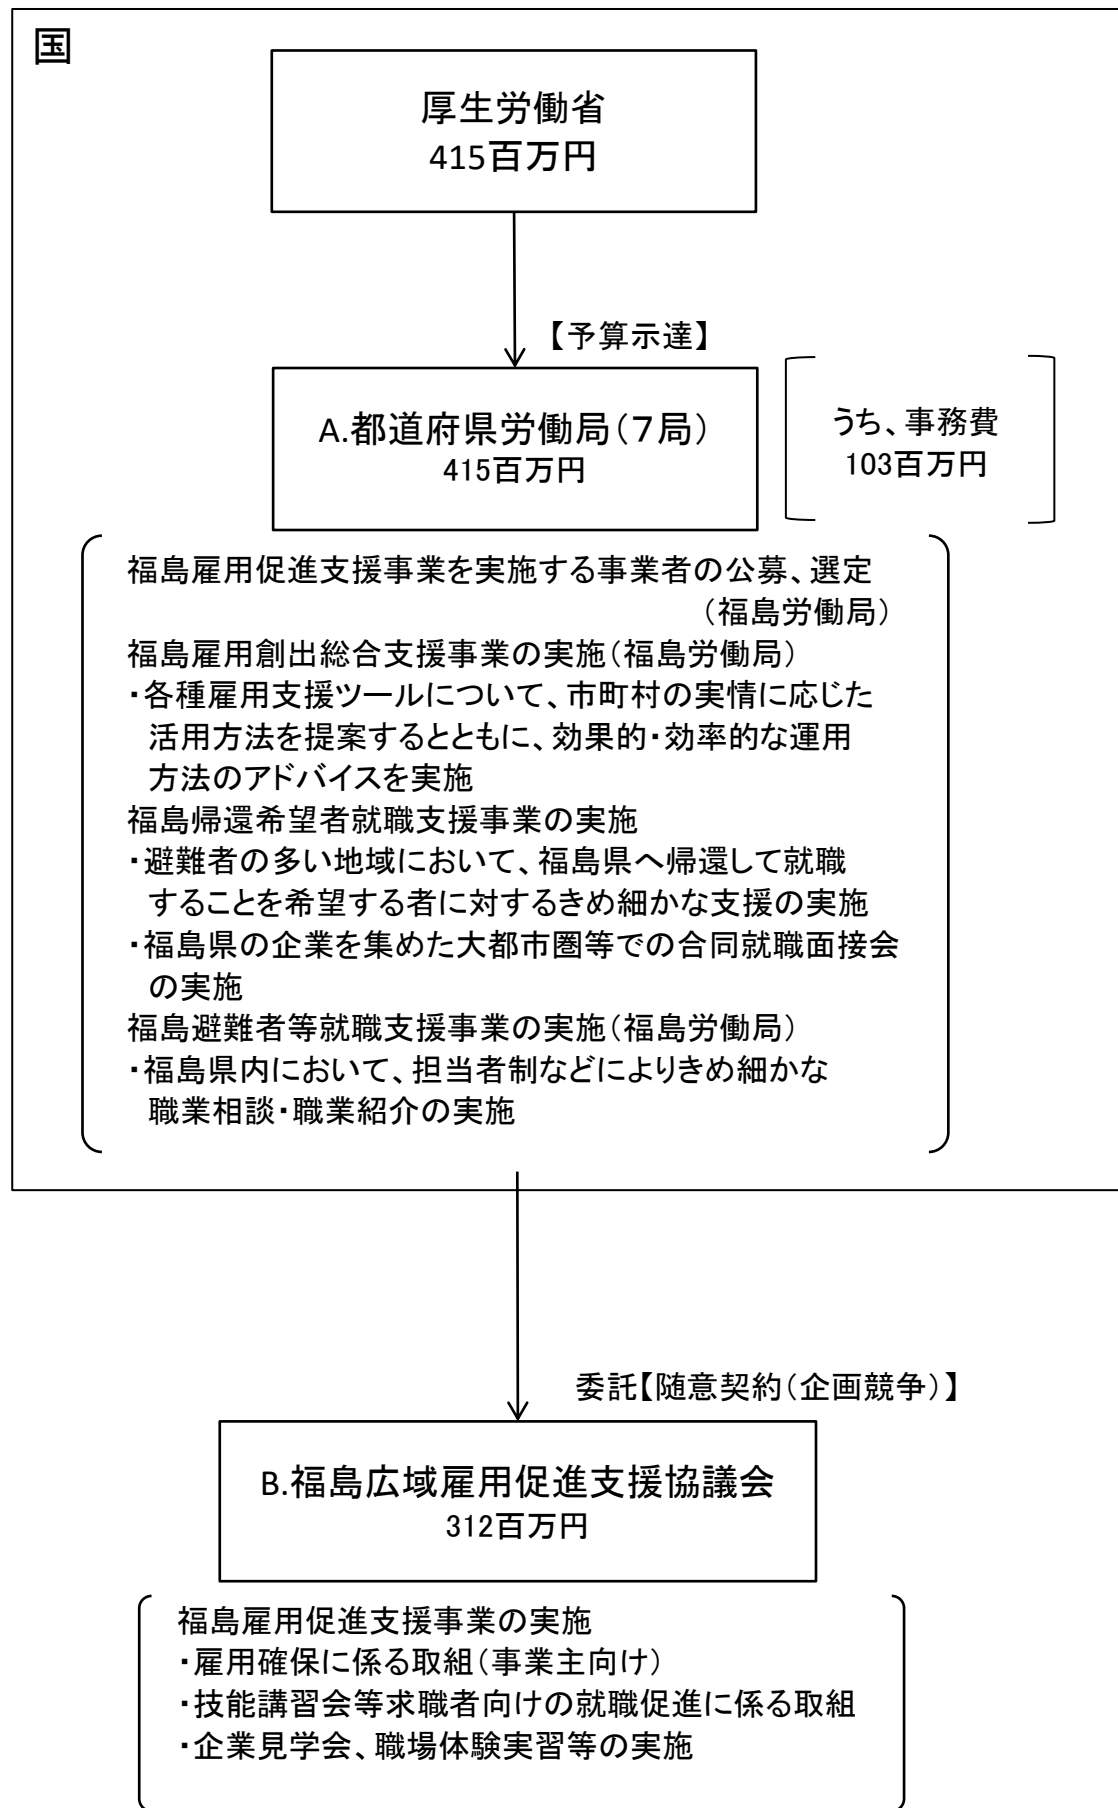 国
厚生労働省
415百万円
【予算示達】
A.都道府県労働局(7局)
415百万円
うち、事務費
103百万円
福島雇用促進支援事業を実施する事業者の公募、選定
(福島労働局)
福島雇用創出総合支援事業の実施(福島労働局)
・各種雇用支援ツールについて、市町村の実情に応じた
活用方法を提案するとともに、効果的・効率的な運用
方法のアドバイスを実施
福島帰還希望者就職支援事業の実施
・避難者の多い地域において、福島県へ帰還して就職
することを希望する者に対するきめ細かな支援の実施
・福島県の企業を集めた大都市圏等での合同就職面接会
の実施
福島避難者等就職支援事業の実施(福島労働局)
・福島県内において、担当者制などによりきめ細かな
職業相談・職業紹介の実施
委託【随意契約(企画競争)】
B.福島広域雇用促進支援協議会
312百万円
福島雇用促進支援事業の実施
・雇用確保に係る取組(事業主向け)
・技能講習会等求職者向けの就職促進に係る取組
・企業見学会、職場体験実習等の実施